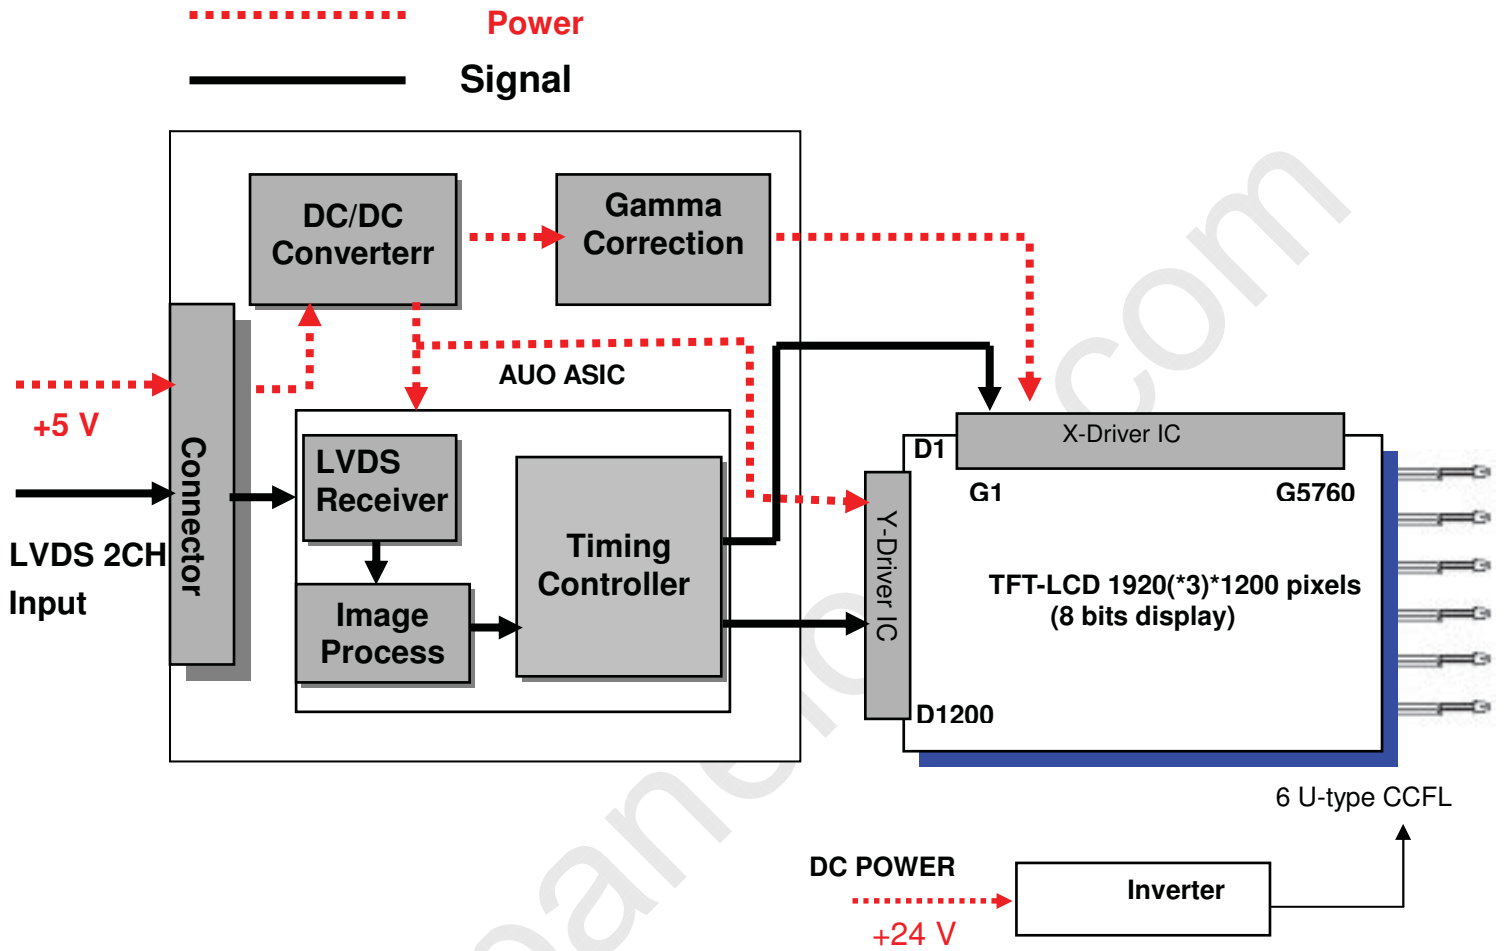 Power
Signal
DC/DC
Converterr
Gamma
Correction
AUO ASIC
+5 V
Connector
LVDS
Receiver
LVDS 2CH
Input
Timing
Controller
Image
Process
X-Driver IC
D1
G1
G5760
Y-Driver IC
TFT-LCD 1920(*3)*1200 pixels
(8 bits display)
D1200
6 U-type CCFL
DC POWER
Inverter
+24 V